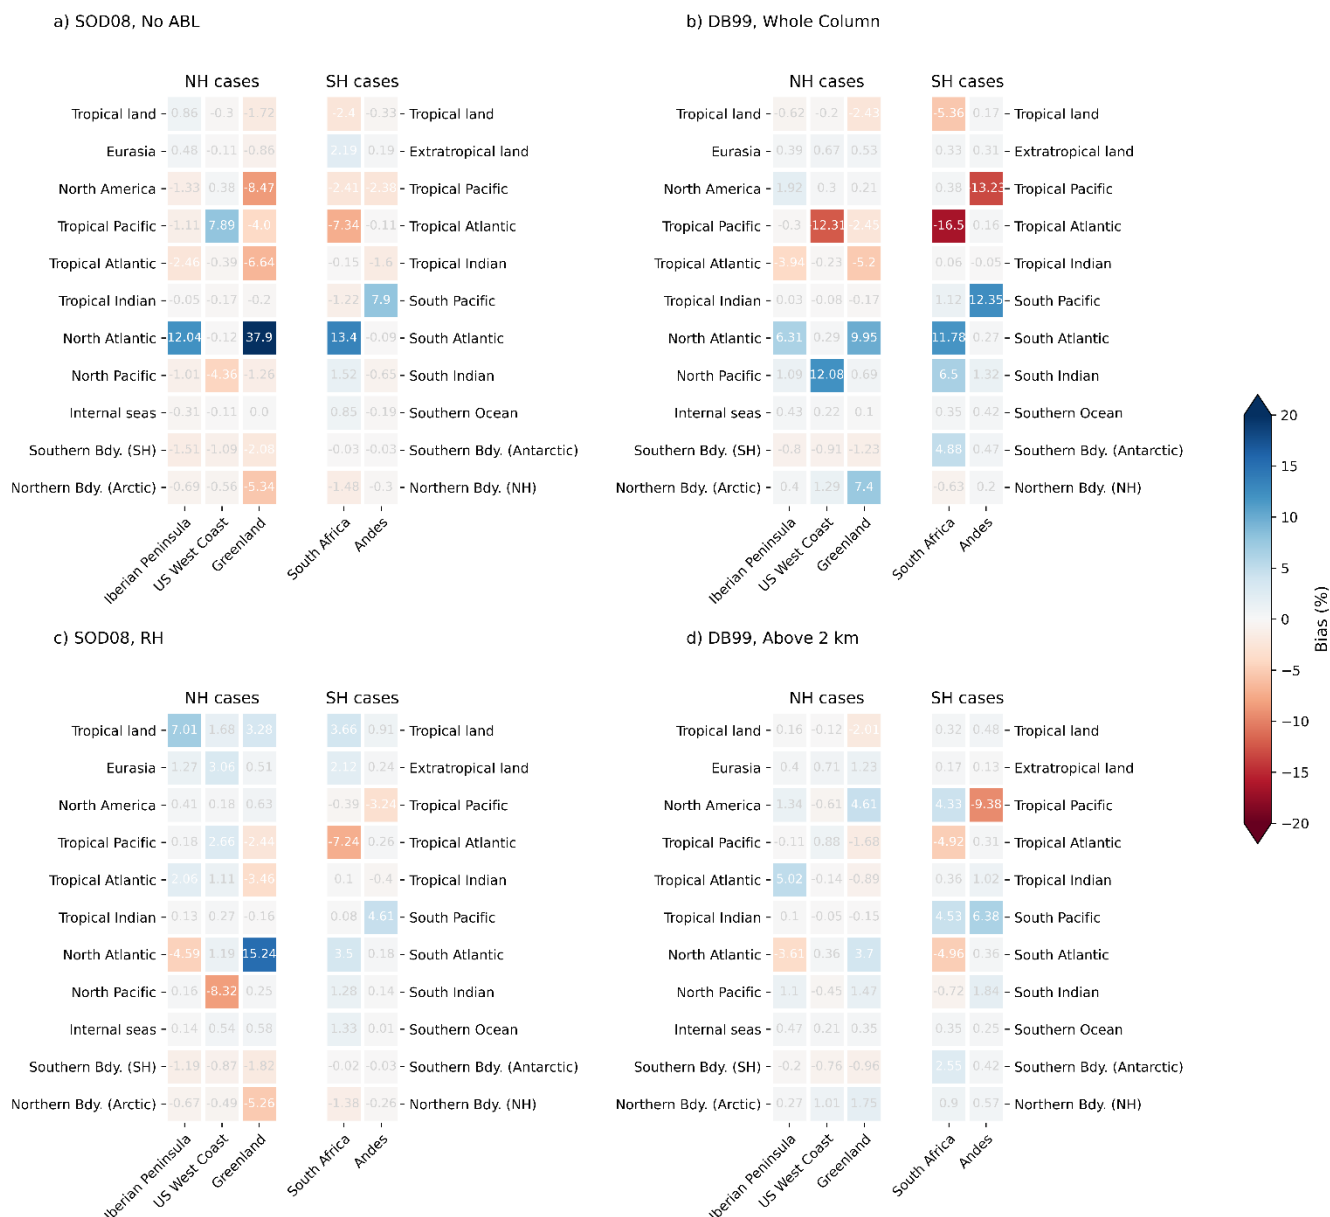 a) SOD08, No ABL
NH cases
SH cases
Tropical land 0.86 -0.3 -1.72 -2.4 -0.33 Tropical land
Eurasia 0.48 -0.11 -0.86 2.19 0.19 Extratropical land
North America -1.33 0.38 -8.47 -2.41 -2.38 Tropical Pacific
Tropical Pacific -1.11 7.89 -4.0 -7.34 -0.11 Tropical Atlantic
Tropical Atlantic -2.46 -0.39 -6.64 -0.15 -1.6 Tropical Indian
Tropical Indian -0.05 -0.17 -0.2 -1.22 7.9 South Pacific
North Atlantic 12.04 -0.12 37.9 13.4 -0.09 South Atlantic
North Pacific -1.01 -4.36 -1.26 1.52 -0.65 South Indian
Internal seas -0.31 -0.11 0.0 0.85 -0.19 Southern Ocean
Southern Bdy. (SH) -1.51 -1.09 -2.08 -0.03 -0.03 Southern Bdy. (Antarctic)
Northern Bdy. (Arctic) -0.69 -0.56 -5.34 -1.48 -0.3 Northern Bdy. (NH)
Iberian Peninsula
US West Coast
Greenland
South Africa
Andes
b) DB99, Whole Column
NH cases
SH cases
Tropical land -0.62 -0.2 -2.43 -5.36 0.17 Tropical land
Eurasia 0.39 0.67 0.53 0.33 0.31 Extratropical land
North America 1.92 0.3 0.21 0.38 -13.23 Tropical Pacific
Tropical Pacific -0.3 -12.31 -2.45 -16.5 0.16 Tropical Atlantic
Tropical Atlantic -3.94 -0.23 -5.2 0.06 -0.05 Tropical Indian
Tropical Indian 0.03 -0.08 -0.17 1.12 12.35 South Pacific
North Atlantic 6.31 0.29 9.95 11.78 0.27 South Atlantic
North Pacific 1.09 12.08 0.69 6.5 1.32 South Indian
Internal seas 0.43 0.22 0.1 0.35 0.42 Southern Ocean
Southern Bdy. (SH) -0.8 -0.91 -1.23 4.88 0.47 Southern Bdy. (Antarctic)
Northern Bdy. (Arctic) 0.4 1.29 7.4 -0.63 0.2 Northern Bdy. (NH)
Iberian Peninsula
US West Coast
Greenland
South Africa
Andes
c) SOD08, RH
NH cases
SH cases
Tropical land 7.01 1.68 3.28 3.66 0.91 Tropical land
Eurasia 1.27 3.06 0.51 2.12 0.24 Extratropical land
North America 0.41 0.18 0.63 -0.39 -3.24 Tropical Pacific
Tropical Pacific 0.18 2.66 -2.44 -7.24 0.26 Tropical Atlantic
Tropical Atlantic 2.06 1.11 -3.46 0.1 -0.4 Tropical Indian
Tropical Indian 0.13 0.27 -0.16 0.08 4.61 South Pacific
North Atlantic -4.59 1.19 15.24 3.5 0.18 South Atlantic
North Pacific 0.16 -8.32 0.25 1.28 0.14 South Indian
Internal seas 0.14 0.54 0.58 1.33 0.01 Southern Ocean
Southern Bdy. (SH) -1.19 -0.87 -1.82 -0.02 -0.03 Southern Bdy. (Antarctic)
Northern Bdy. (Arctic) -0.67 -0.49 -5.26 -1.38 -0.26 Northern Bdy. (NH)
Iberian Peninsula
US West Coast
Greenland
South Africa
Andes
d) DB99, Above 2 km
NH cases
SH cases
Tropical land 0.16 -0.12 -2.01 0.32 0.48 Tropical land
Eurasia 0.4 0.71 1.23 0.17 0.13 Extratropical land
North America 1.34 -0.61 4.61 4.33 -9.38 Tropical Pacific
Tropical Pacific -0.11 0.88 -1.68 -4.92 0.31 Tropical Atlantic
Tropical Atlantic 5.02 -0.14 -0.89 0.36 1.02 Tropical Indian
Tropical Indian 0.1 -0.05 -0.15 4.53 6.38 South Pacific
North Atlantic -3.61 0.36 3.7 -4.96 0.36 South Atlantic
North Pacific 1.1 -0.45 1.47 -0.72 1.84 South Indian
Internal seas 0.47 0.21 0.35 0.35 0.25 Southern Ocean
Southern Bdy. (SH) -0.2 -0.76 -0.96 2.55 0.42 Southern Bdy. (Antarctic)
Northern Bdy. (Arctic) 0.27 1.01 1.75 0.9 0.57 Northern Bdy. (NH)
Iberian Peninsula
US West Coast
Greenland
South Africa
Andes
20
15
10
5
0
−5
−10
−15
−20
Bias (%)